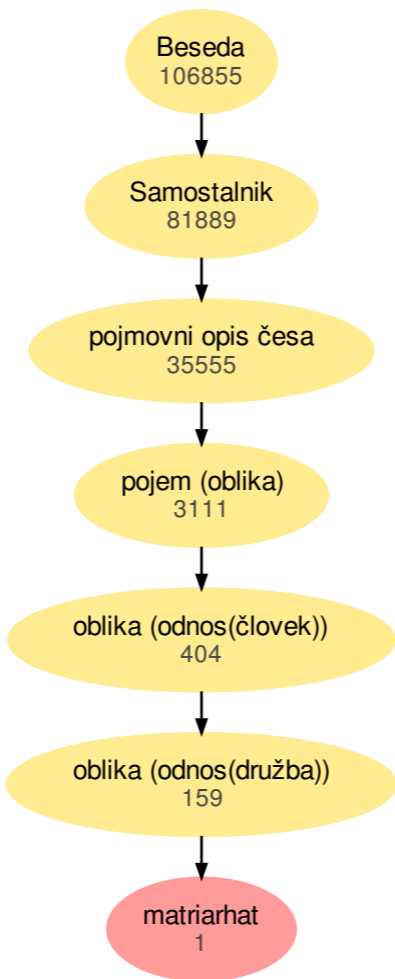 Beseda
106855
Samostalnik
81889
pojmovni opis česa
35555
pojem (oblika)
3111
oblika (odnos(človek))
404
oblika (odnos(družba))
159
matriarhat
1